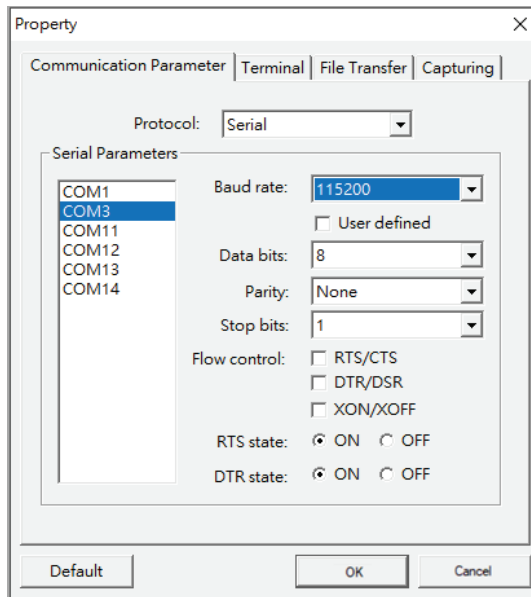 Property
Communication Parameter Terminal File Transfer Capturing
Protocol: Serial
Serial Parameters
COM1
COM3
COM11
COM12
COM13
COM14
Baud rate: 115200
User defined
Data bits: 8
Parity: None
Stop bits: 1
Flow control: RTS/CTS
DTR/DSR
XON/XOFF
RTS state: ON OFF
DTR state: ON OFF
Default OK Cancel